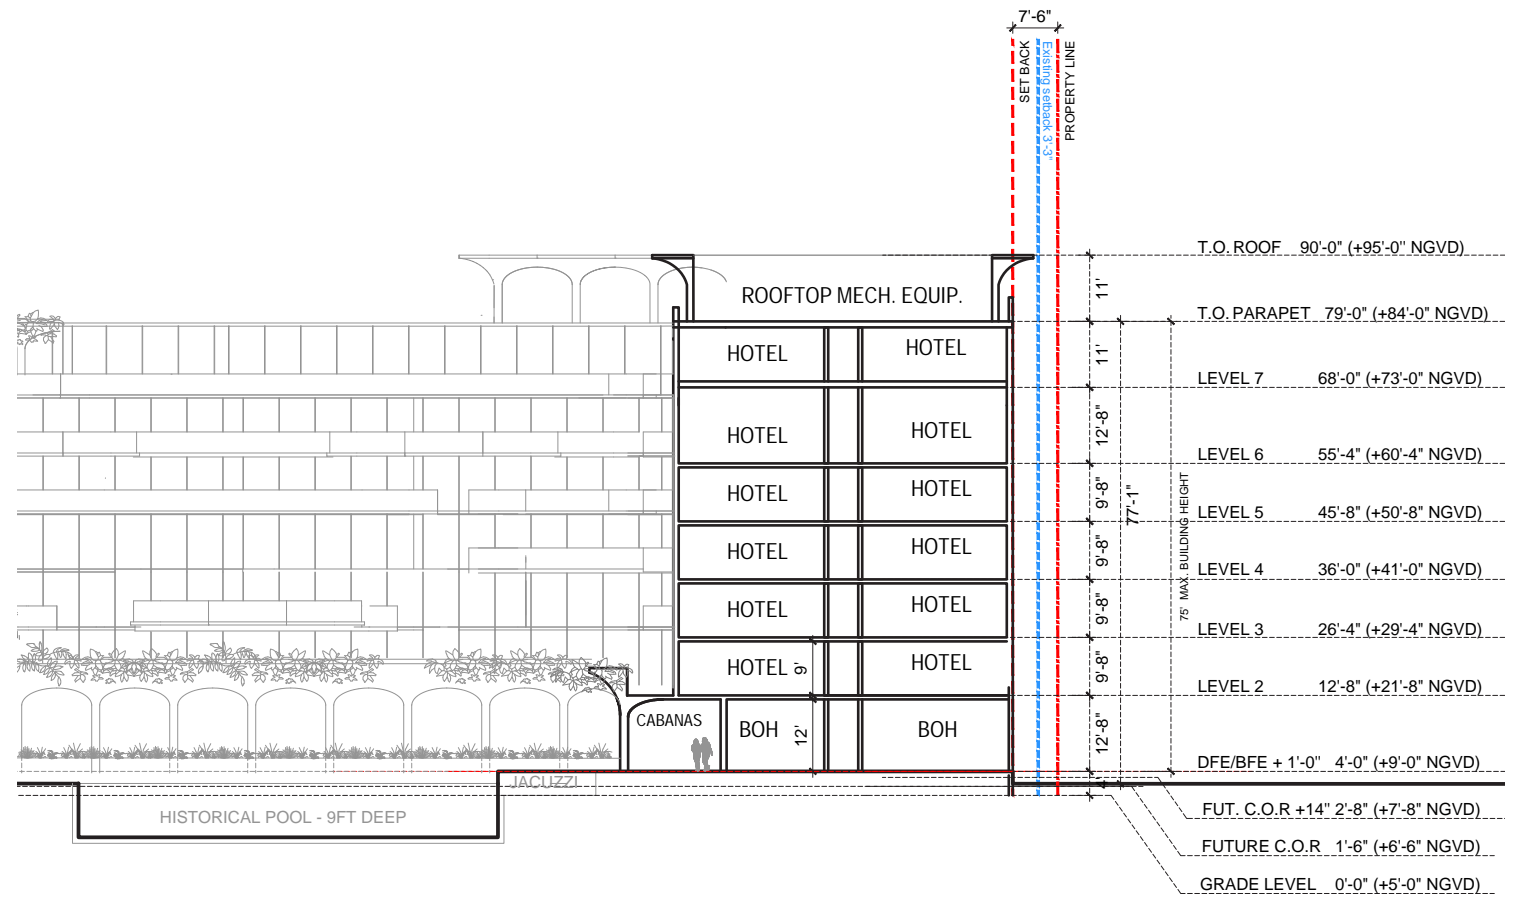 7'-6"
SET BACK
Existing setback 3'-3"
PROPERTY LINE
T.O. ROOF 90'-0" (+95'-0" NGVD)
11'
ROOFTOP MECH. EQUIP.
T.O. PARAPET 79'-0" (+84'-0" NGVD)
HOTEL HOTEL
11'
LEVEL 7 68'-0" (+73'-0" NGVD)
HOTEL HOTEL
12'-8"
LEVEL 6 55'-4" (+60'-4" NGVD)
HOTEL HOTEL
9'-8"
77'-1"
75' MAX. BUILDING HEIGHT
LEVEL 5 45'-8" (+50'-8" NGVD)
HOTEL HOTEL
9'-8"
LEVEL 4 36'-0" (+41'-0" NGVD)
HOTEL HOTEL
9'-8"
LEVEL 3 26'-4" (+29'-4" NGVD)
HOTEL 9' HOTEL
9'-8"
LEVEL 2 12'-8" (+21'-8" NGVD)
CABANAS BOH 12' BOH
12'-8"
DFE/BFE + 1'-0" 4'-0" (+9'-0" NGVD)
JACUZZI
HISTORICAL POOL - 9FT DEEP
FUT. C.O.R +14" 2'-8" (+7'-8" NGVD)
FUTURE C.O.R 1'-6" (+6'-6" NGVD)
GRADE LEVEL 0'-0" (+5'-0" NGVD)